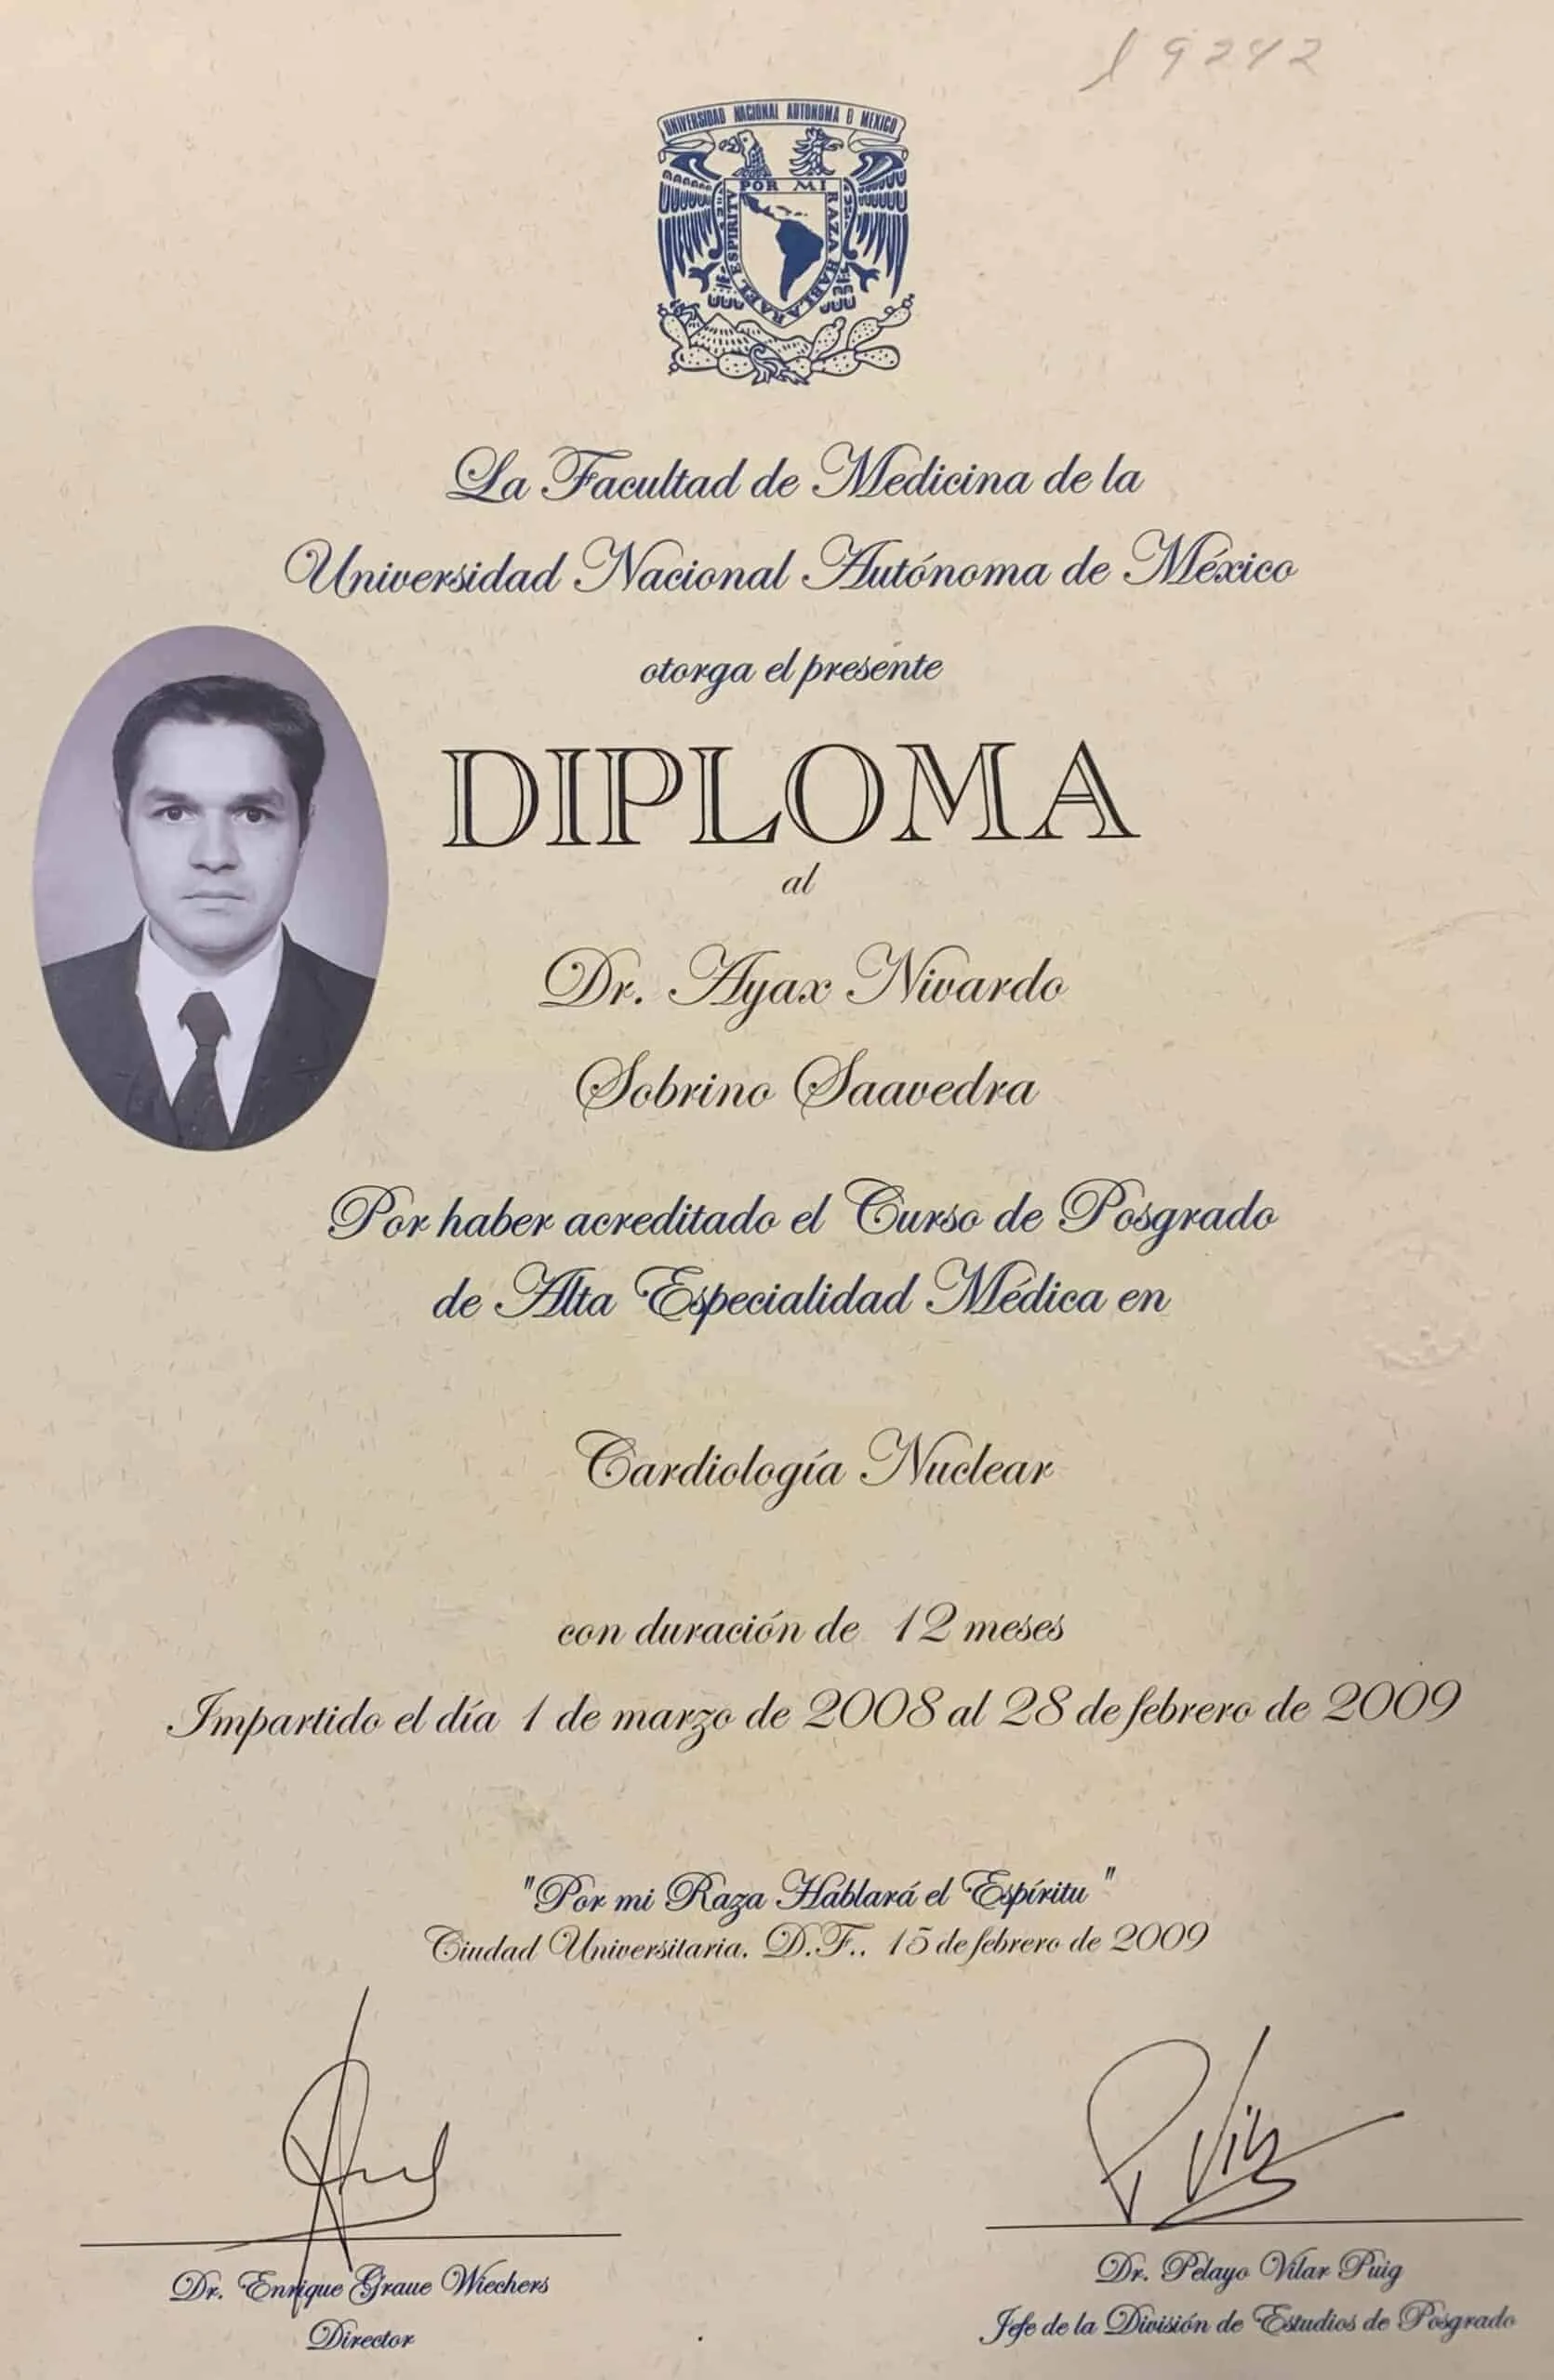 19242
UNIVERSIDAD NACIONAL AUTONOMA D MEXICO
POR MI RAZA HABLARA EL ESPIRITV
La Facultad de Medicina de la
Universidad Nacional Autónoma de México
otorga el presente
DIPLOMA
al
Dr. Ayax Nivardo
Sobrino Saavedra
Por haber acreditado el Curso de Posgrado
de Alta Especialidad Médica en
Cardiología Nuclear
con duración de 12 meses
Impartido el día 1 de marzo de 2008 al 28 de febrero de 2009
"Por mi Raza Hablará el Espíritu"
Ciudad Universitaria. D.F.. 15 de febrero de 2009
Dr. Enrique Graue Wiechers
Director
Dr. Pelayo Vilar Puig
Jefe de la División de Estudios de Posgrado